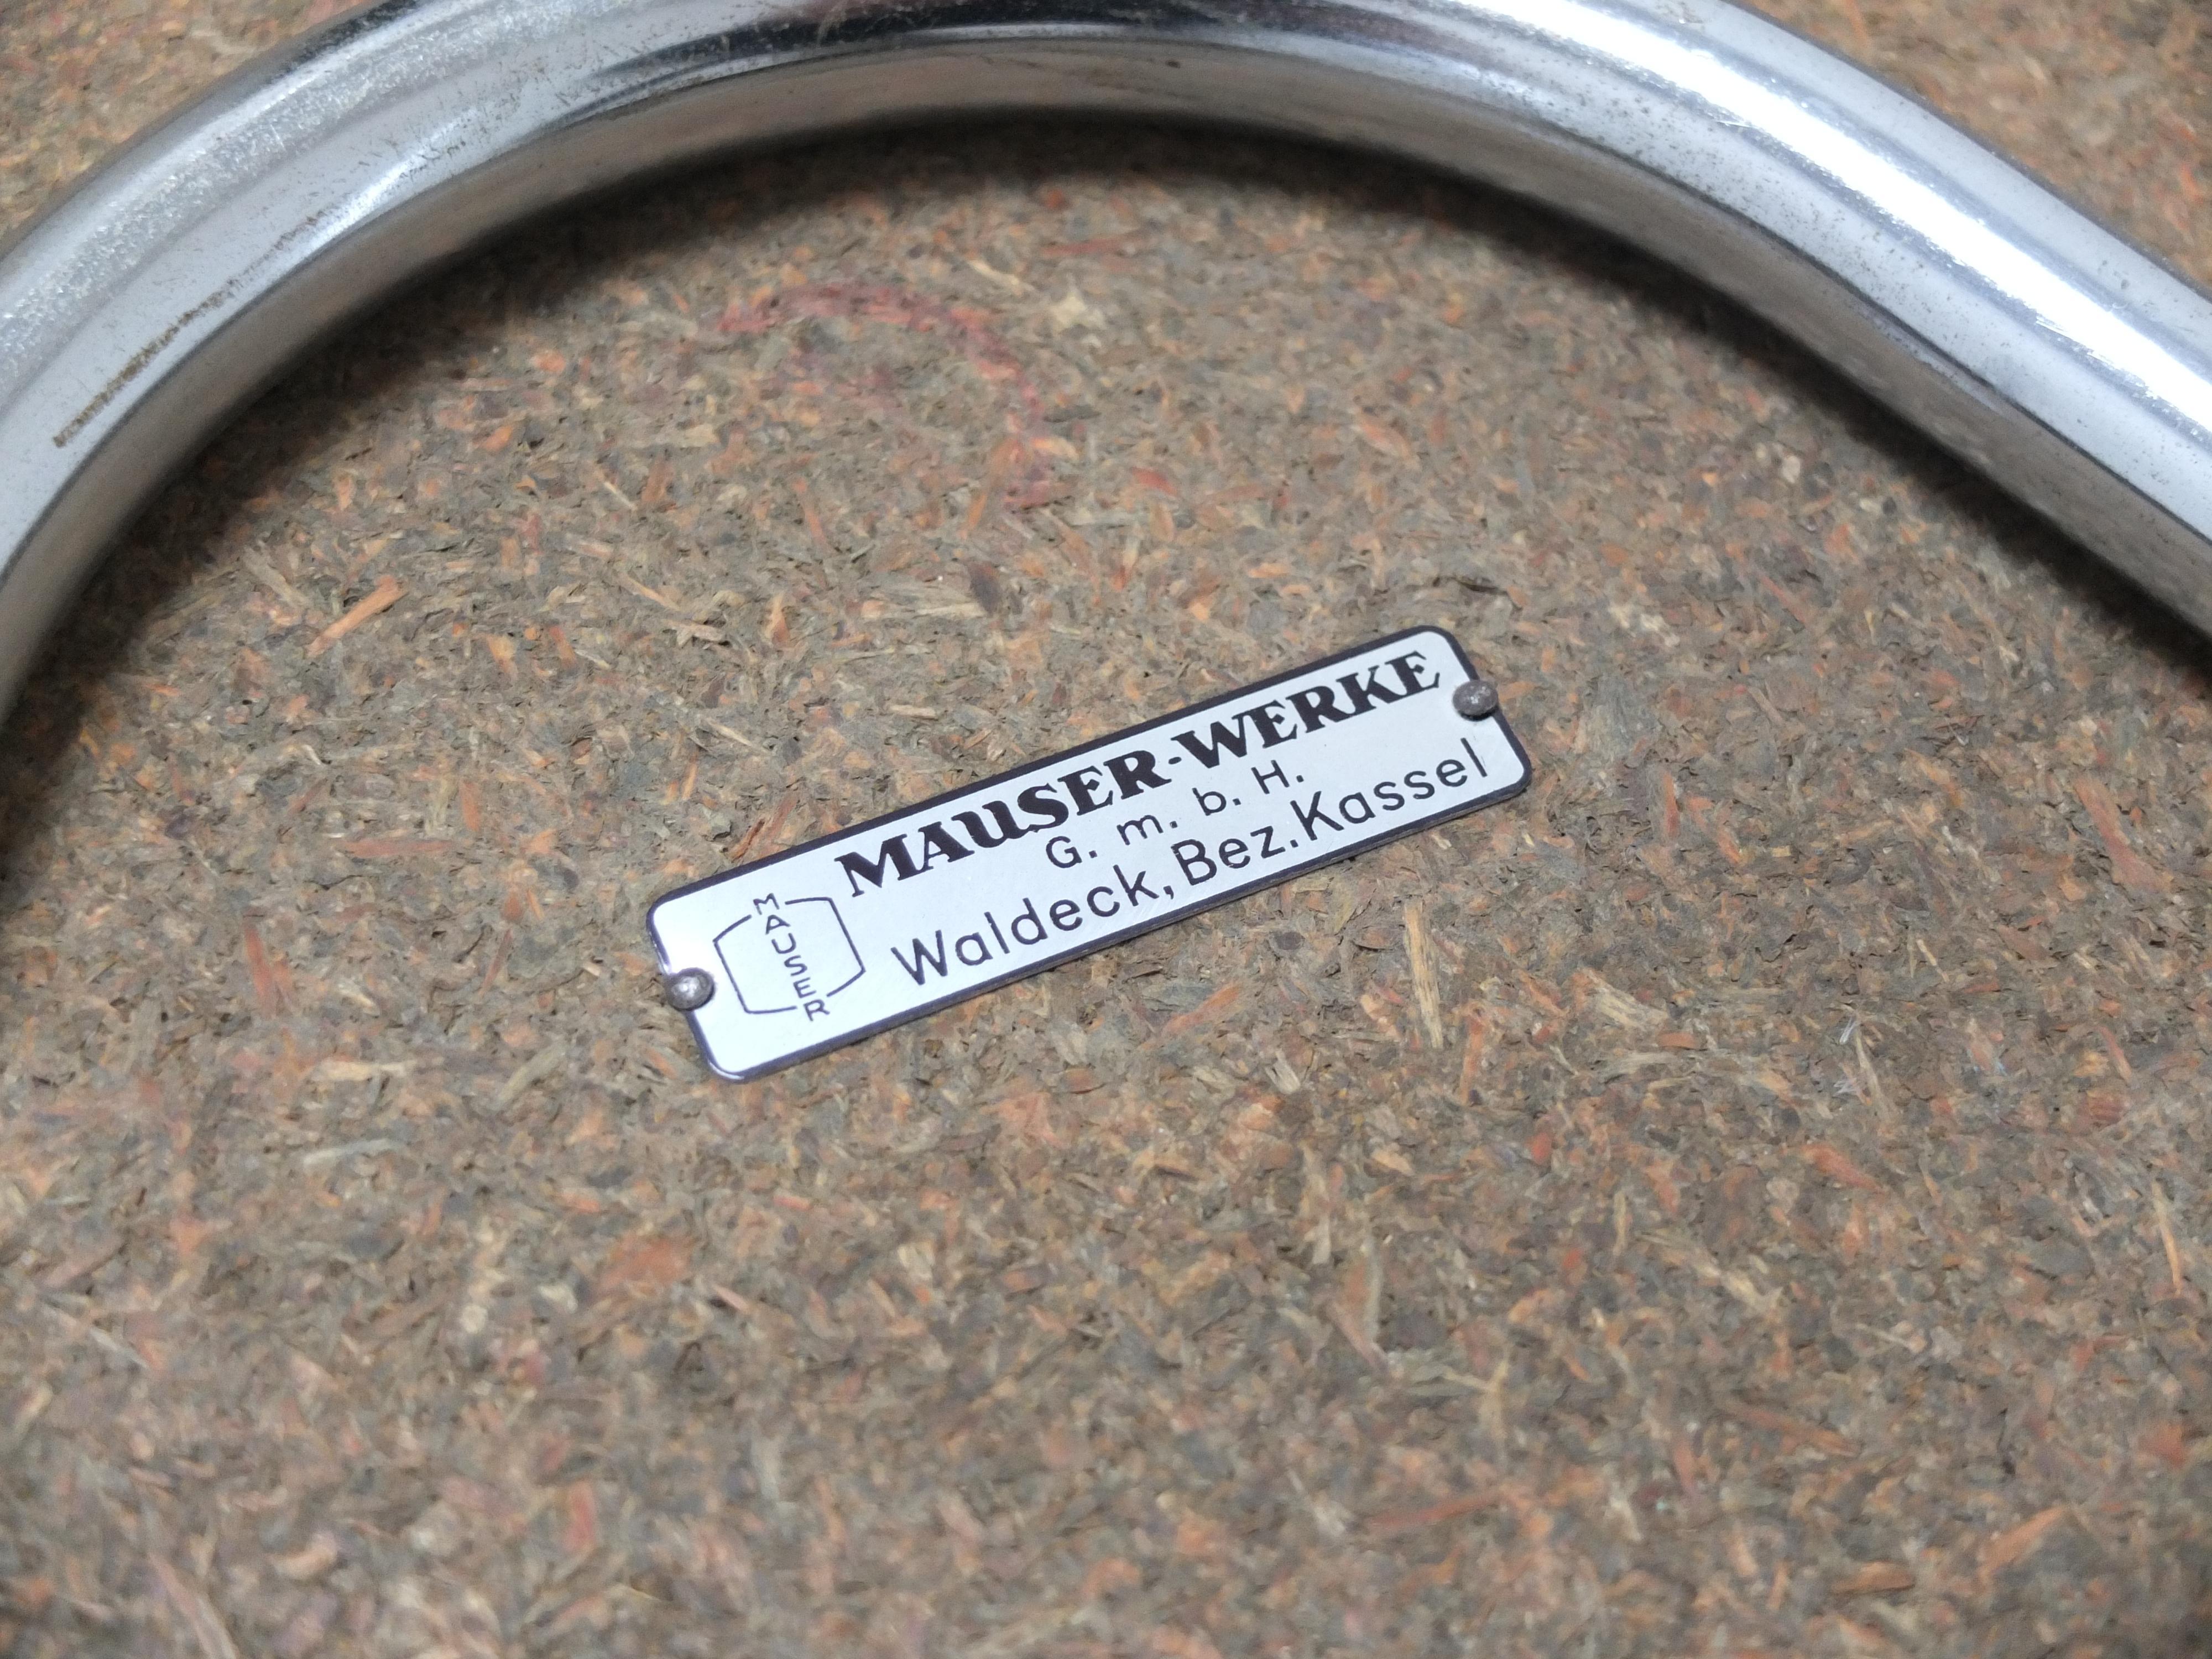 MAUSER-WERKE
G. m. b. H.
Waldeck, Bez. Kassel
MAUSER